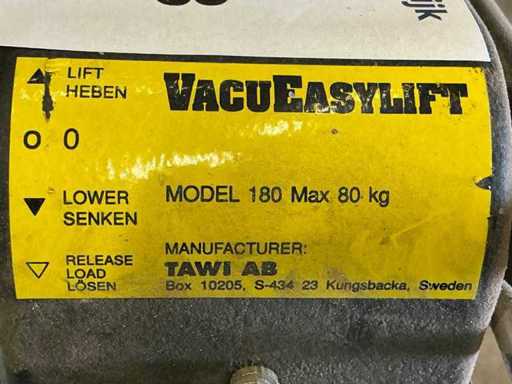 ijk
LIFT
HEBEN
VACUEASYLIFT
O 0
LOWER
SENKEN
MODEL 180 Max 80 kg
RELEASE
LOAD
LÖSEN
MANUFACTURER:
TAWI AB
Box 10205, S-434 23 Kungsbacka, Sweden